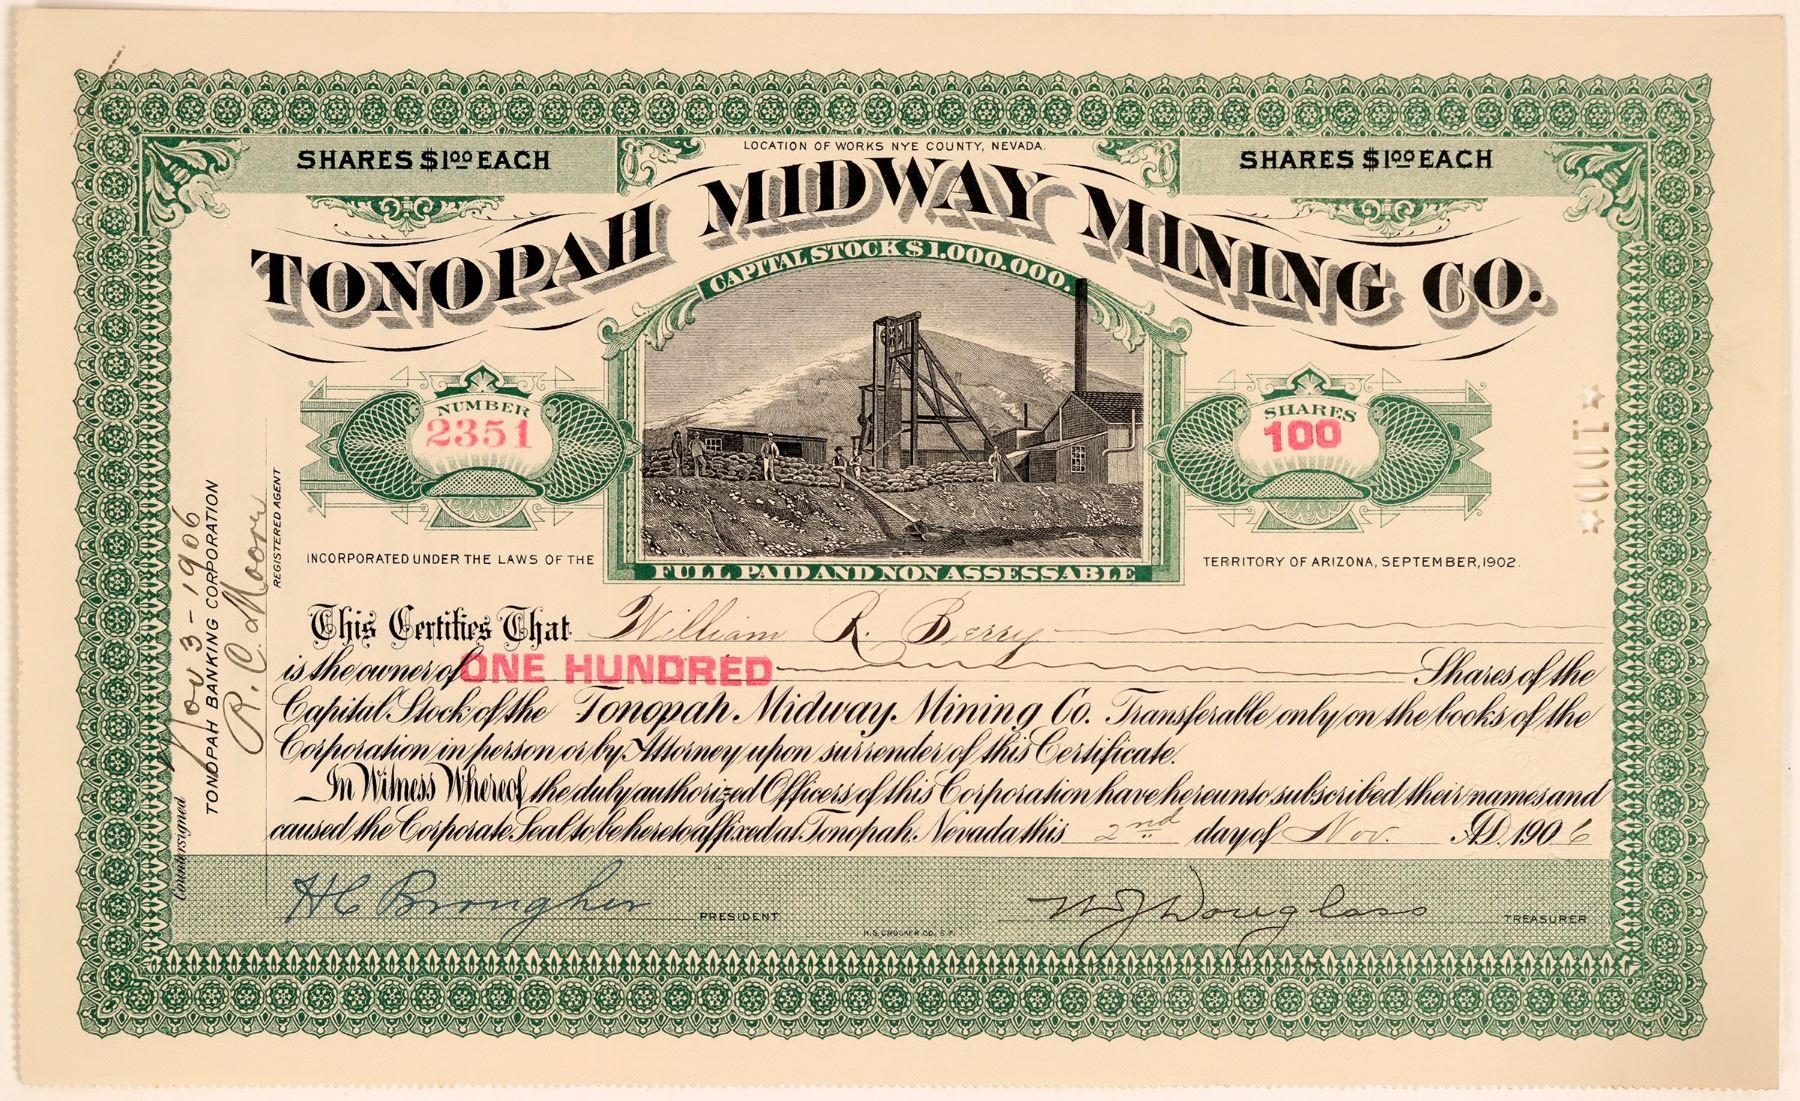 LOCATION OF WORKS NYE COUNTY, NEVADA.
SHARES $1.00 EACH
SHARES $1.00 EACH
TONOPAH MIDWAY MINING CO.
CAPITAL STOCK $1.000.000.
NUMBER
2351
SHARES
100
★100★
INCORPORATED UNDER THE LAWS OF THE
TERRITORY OF ARIZONA, SEPTEMBER, 1902.
FULL PAID AND NON ASSESSABLE
This Certifies That William R. Berry
is the owner of ONE HUNDRED Shares of the
Capital Stock of the Tonopah Midway Mining Co. Transferable only on the books of the
Corporation in person or by Attorney upon surrender of this Certificate.
In Witness Whereof, the duly authorized Officers of this Corporation have hereunto subscribed their names and
caused the Corporate Seal to be hereto affixed at Tonopah, Nevada this 2nd day of Nov. A.D. 1906
H C Brougher PRESIDENT
W J Douglass TREASURER
H.S. CROCKER CO., S.F.
Countersigned Nov 3-1906
TONOPAH BANKING CORPORATION
R. C. Moore
REGISTERED AGENT